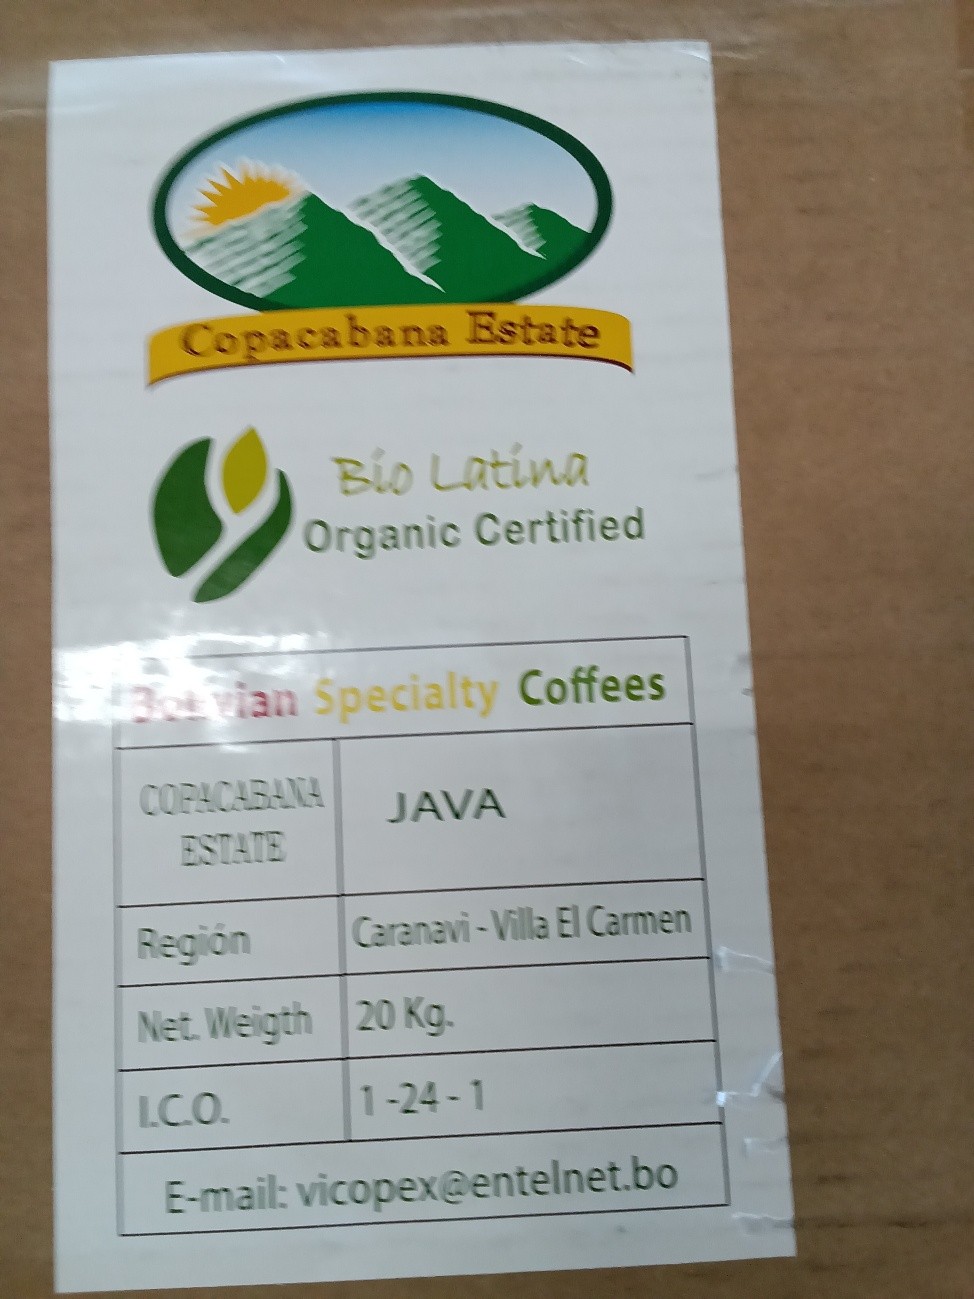 Copacabana Estate
Bio Latina
Organic Certified
Bolivian Specialty Coffees
COPACABANA
ESTATE
JAVA
Región
Caranavi - Villa El Carmen
Net. Weigth
20 Kg.
I.C.O.
1 -24 - 1
E-mail: vicopex@entelnet.bo